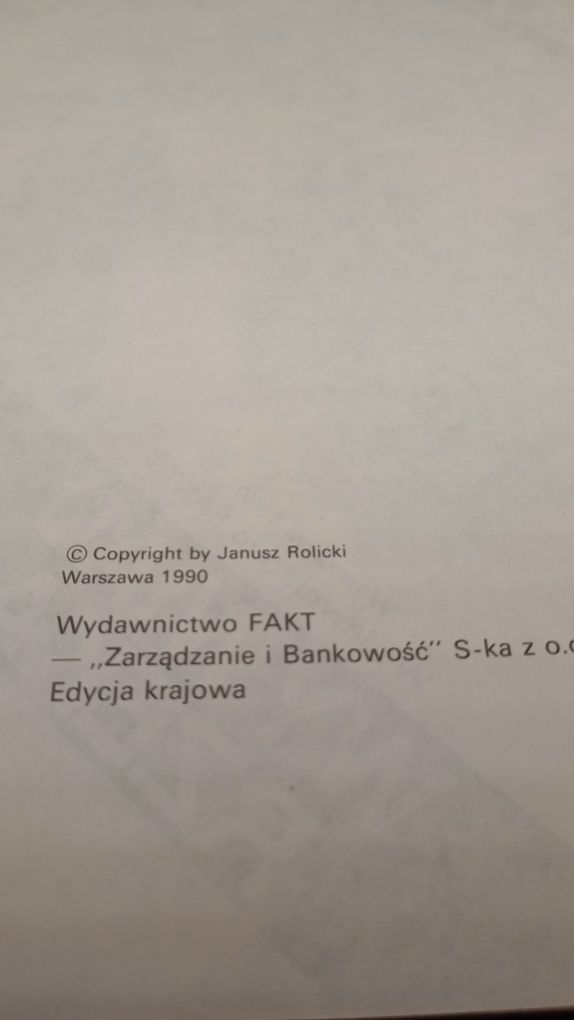 © Copyright by Janusz Rolicki
Warszawa 1990
Wydawnictwo FAKT
— ,,Zarządzanie i Bankowość'' S-ka z o.
Edycja krajowa